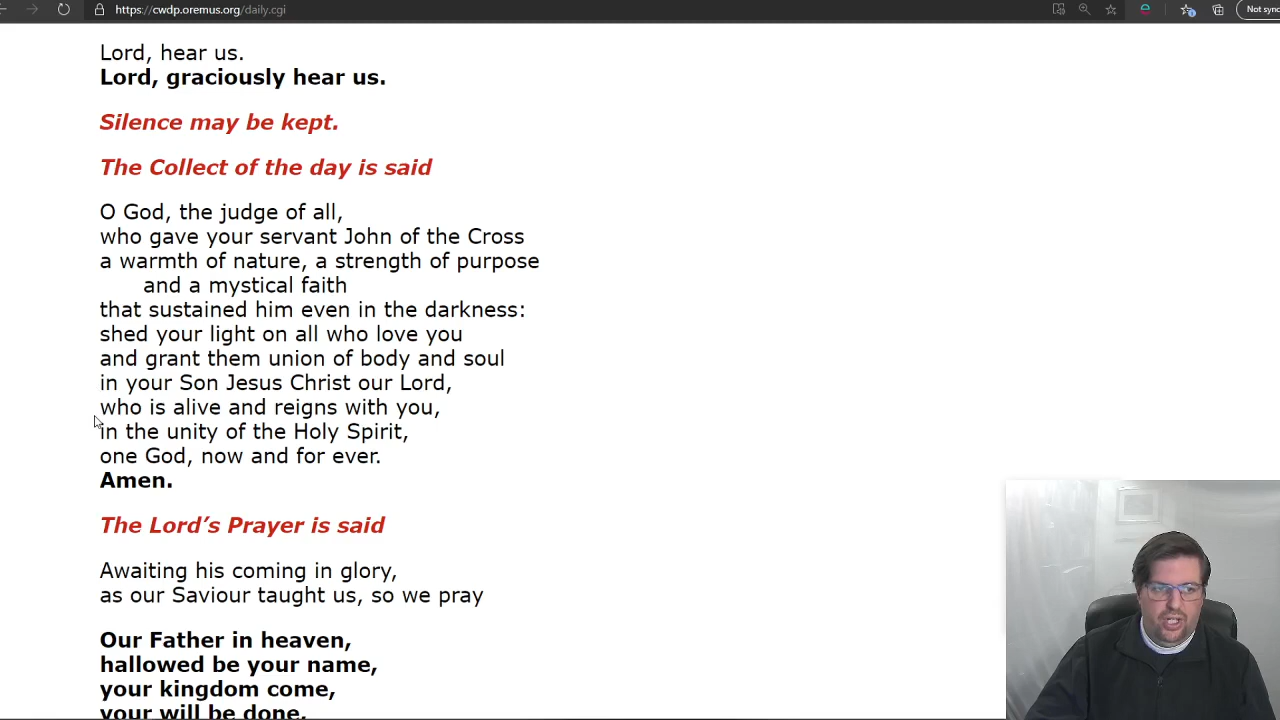 https://cwdp.oremus.org/daily.cgi
Not sync
Lord, hear us.
Lord, graciously hear us.
Silence may be kept.
The Collect of the day is said
O God, the judge of all,
who gave your servant John of the Cross
a warmth of nature, a strength of purpose
and a mystical faith
that sustained him even in the darkness:
shed your light on all who love you
and grant them union of body and soul
in your Son Jesus Christ our Lord,
who is alive and reigns with you,
in the unity of the Holy Spirit,
one God, now and for ever.
Amen.
The Lord’s Prayer is said
Awaiting his coming in glory,
as our Saviour taught us, so we pray
Our Father in heaven,
hallowed be your name,
your kingdom come,
your will be done,